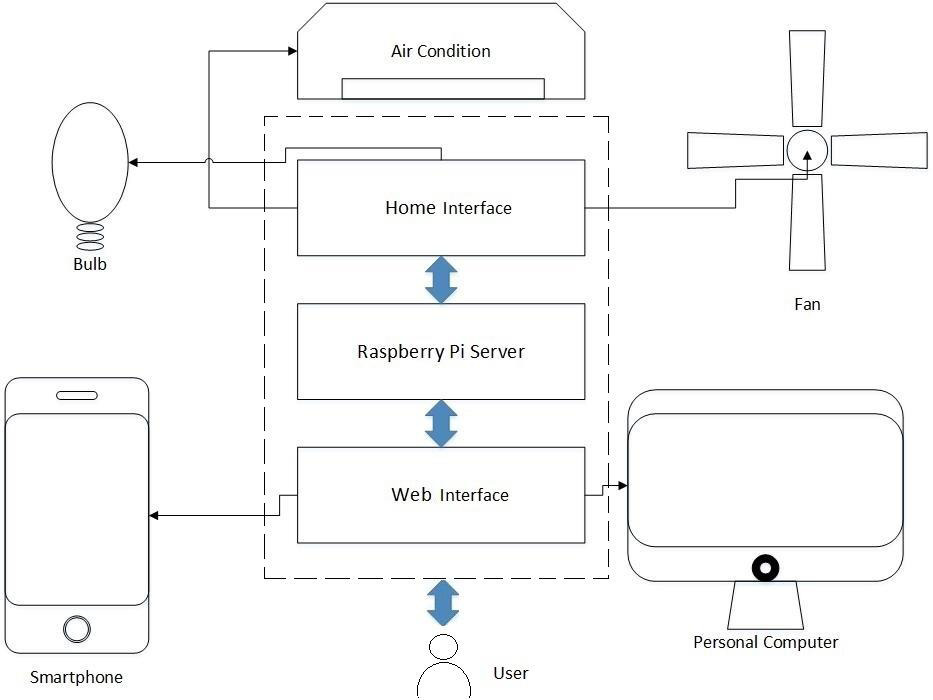 Air Condition
Home Interface
Bulb
Fan
Raspberry Pi Server
Web Interface
Personal Computer
Smartphone
User